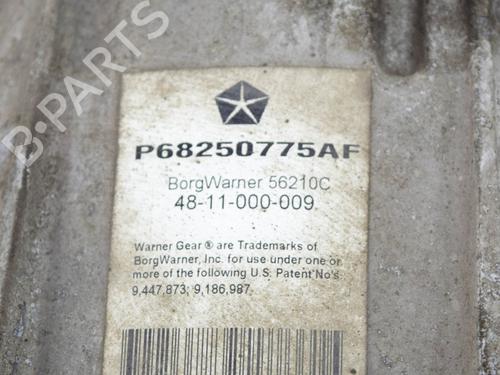 B-PARTS
P68250775AF
BorgWarner 56210C
48-11-000-009
Warner Gear® are Trademarks of
BorgWarner, Inc. for use under one or
more of the following U.S. Patent No's
9,447,873; 9,186,987